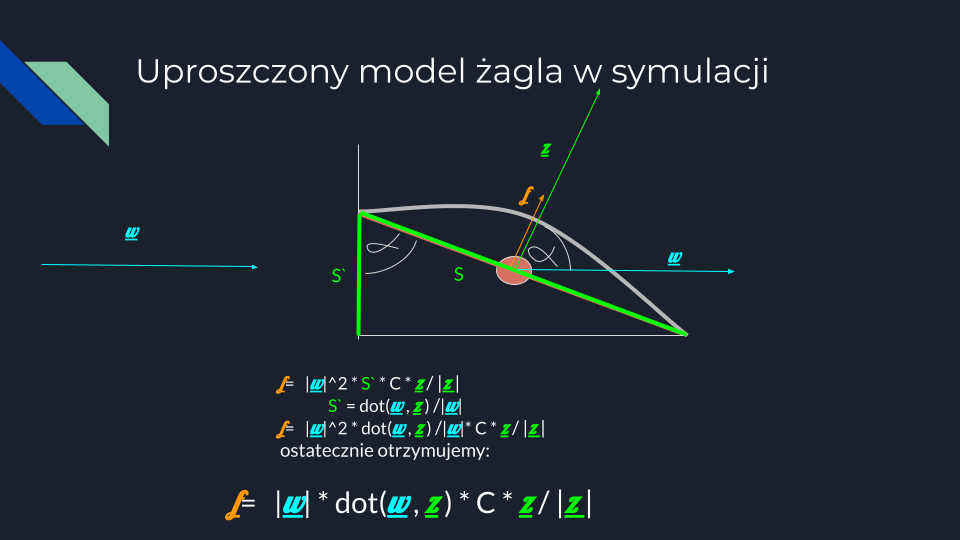 Uproszczony model żagla w symulacji
z
f
w
α
α
w
S`
S
f= |w|^2 * S` * C * z / |z|
S` = dot(w, z) /|w|
f= |w|^2 * dot(w, z) /|w|* C * z / |z|
ostatecznie otrzymujemy:
f= |w| * dot(w, z) * C * z / |z|